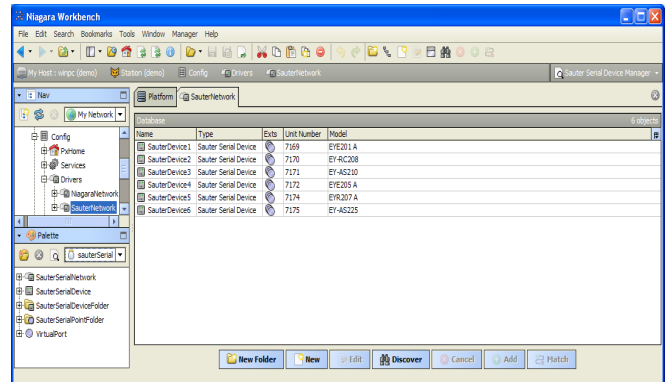 Niagara Workbench
File Edit Search Bookmarks Tools Window Manager Help
My Host : winpc (demo) Station (demo) Config Drivers SauterNetwork Sauter Serial Device Manager
Nav
My Network
Config
PxHome
Services
Drivers
NiagaraNetwork
SauterNetwork
Palette
sauterSerial
SauterSerialNetwork
SauterSerialDevice
SauterSerialDeviceFolder
SauterSerialPointFolder
VirtualPort
Platform SauterNetwork
Database 6 objects
Name Type Exts Unit Number Model
SauterDevice1 Sauter Serial Device 7169 EYE201 A
SauterDevice2 Sauter Serial Device 7170 EY-RC208
SauterDevice3 Sauter Serial Device 7171 EY-AS210
SauterDevice4 Sauter Serial Device 7172 EYE205 A
SauterDevice5 Sauter Serial Device 7174 EYR207 A
SauterDevice6 Sauter Serial Device 7175 EY-AS225
New Folder New Edit Discover Cancel Add Match